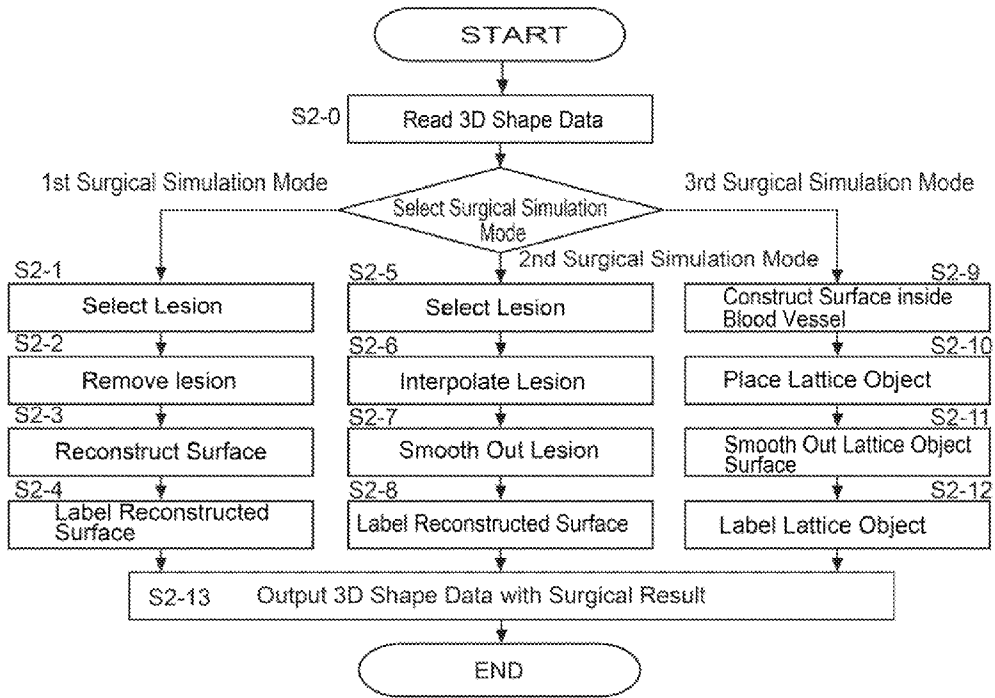 START
S2-0
Read 3D Shape Data
1st Surgical Simulation Mode
3rd Surgical Simulation Mode
Select Surgical Simulation
Mode
2nd Surgical Simulation Mode
S2-1
Select Lesion
S2-2
Remove lesion
S2-3
Reconstruct Surface
S2-4
Label Reconstructed
Surface
S2-5
Select Lesion
S2-6
Interpolate Lesion
S2-7
Smooth Out Lesion
S2-8
Label Reconstructed Surface
S2-9
Construct Surface inside
Blood Vessel
S2-10
Place Lattice Object
S2-11
Smooth Out Lattice Object
Surface
S2-12
Label Lattice Object
S2-13 Output 3D Shape Data with Surgical Result
END